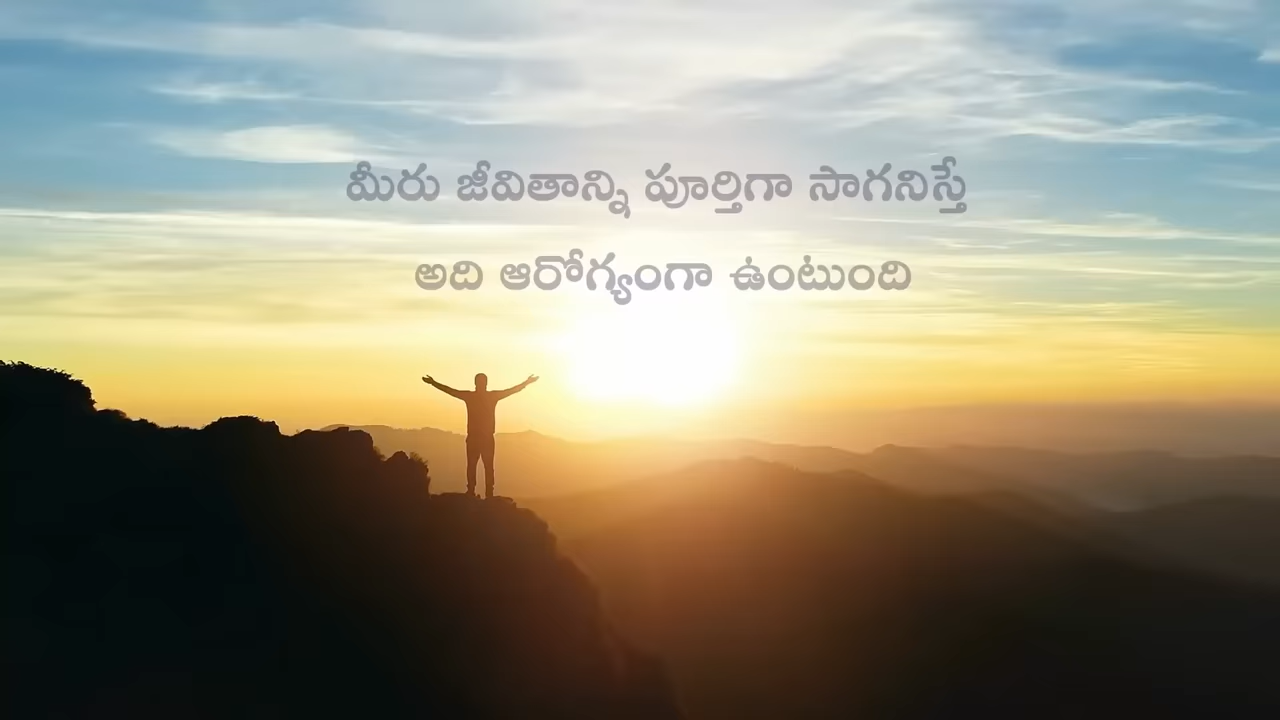 మీరు జీవితాన్ని పూర్తిగా సాగనిస్తే
అది ఆరోగ్యంగా ఉంటుంది